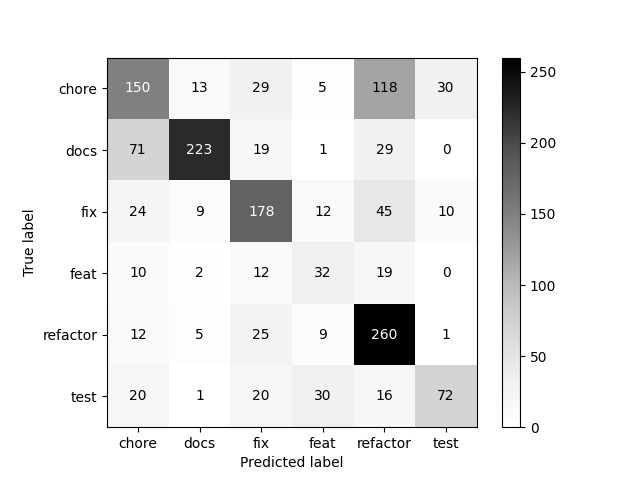 chore 150 13 29 5 118 30
docs 71 223 19 1 29 0
fix 24 9 178 12 45 10
feat 10 2 12 32 19 0
refactor 12 5 25 9 260 1
test 20 1 20 30 16 72
chore docs fix feat refactor test
Predicted label
True label
250
200
150
100
50
0